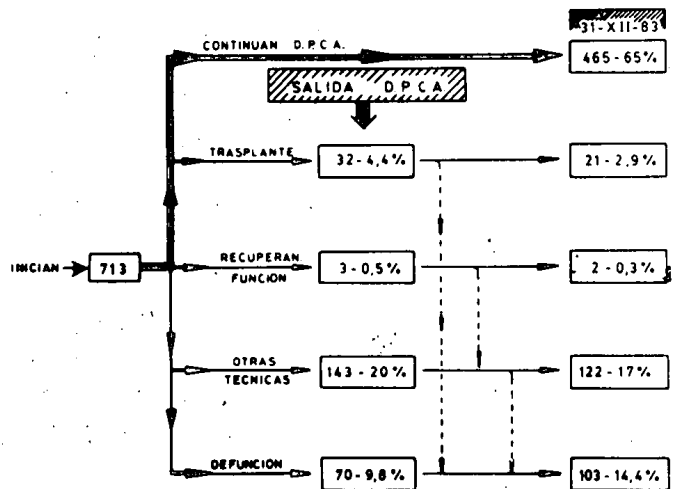 31-XII-83
CONTINUAN D.P.C.A.
465-65%
SALIDA D.P.C.A
TRASPLANTE
32-4,4%
21-2,9%
INICIAN
713
RECUPERAN
FUNCION
3-0,5%
2-0,3%
OTRAS
TECNICAS
143-20%
122-17%
DEFUNCION
70-9,8%
103-14,4%